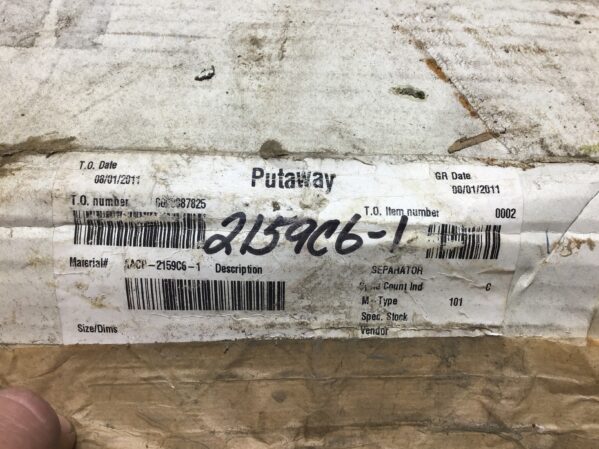 T.O. Date
08/01/2011
Putaway
GR Date
08/01/2011
T.O. number
T.O. Item number 0002
2159C6-1
Material# -2159C6-1 Description
SEPARATOR
Count Ind C
M Type 101
Spec. Stock
Size/Dims
Vendor